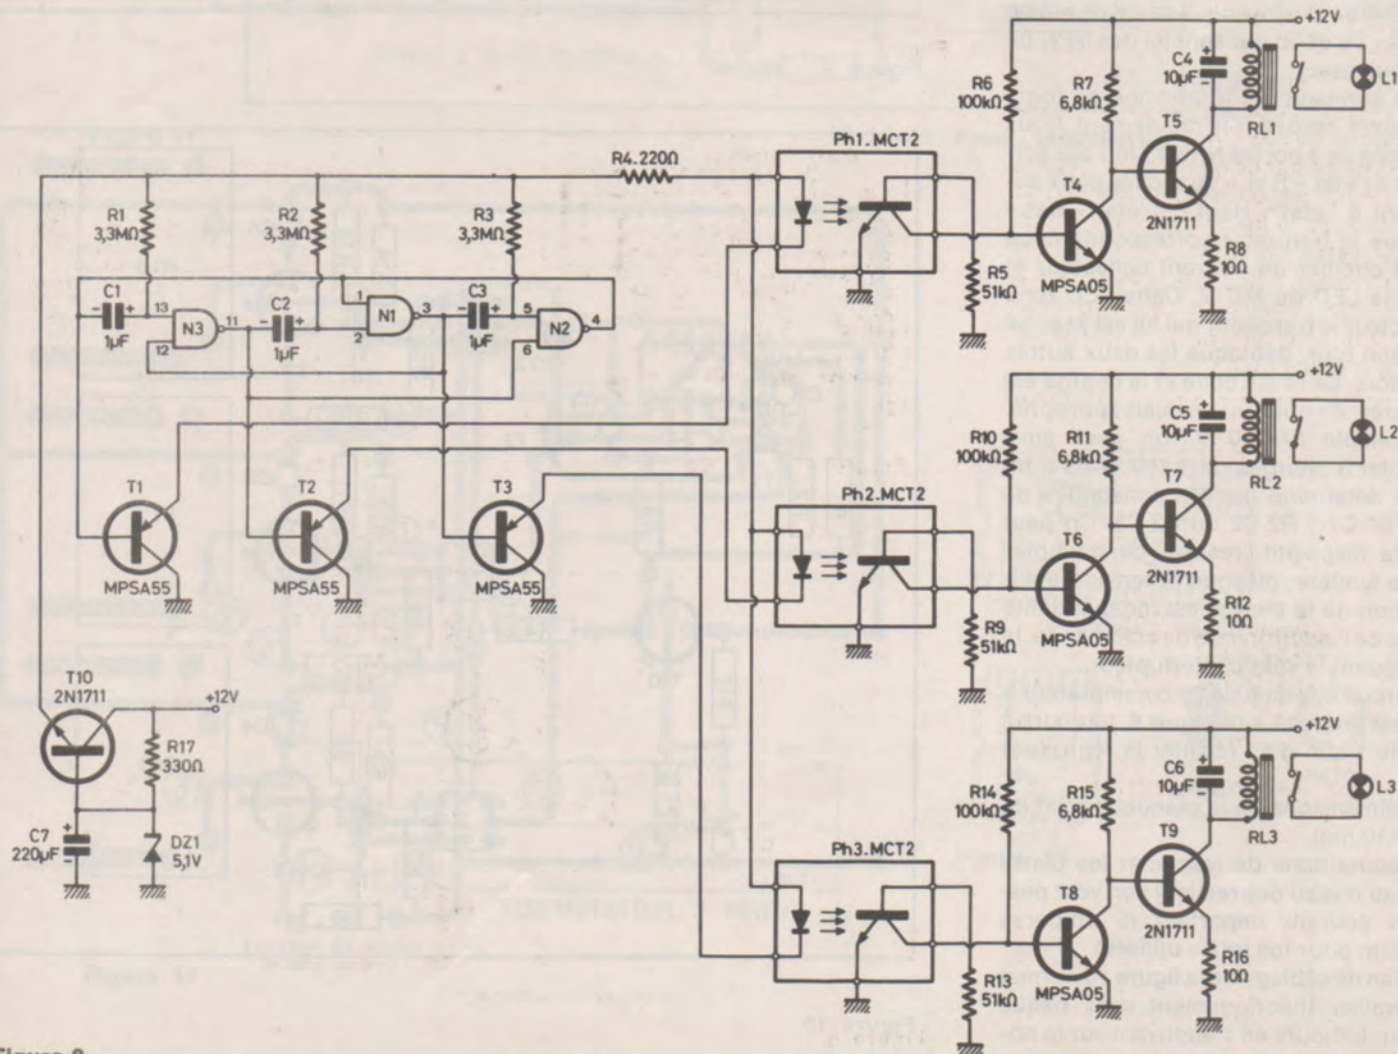 +12V
C4
10µF
R6
100kΩ
R7
6,8kΩ
L1
RL1
T5
2N1711
Ph1.MCT2
R4.220Ω
T4
MPSA05
R8
10Ω
R5
51kΩ
R1
3,3MΩ
R2
3,3MΩ
R3
3,3MΩ
C1
1µF
13
12
N3
11
C2
1µF
1
2
N1
3
C3
1µF
5
6
N2
4
+12V
C5
10µF
R10
100kΩ
R11
6,8kΩ
L2
RL2
T7
2N1711
Ph2.MCT2
T6
MPSA05
R12
10Ω
R9
51kΩ
T1
MPSA55
T2
MPSA55
T3
MPSA55
T10
2N1711
+12V
R17
330Ω
C7
220µF
DZ1
5,1V
+12V
C6
10µF
R14
100kΩ
R15
6,8kΩ
L3
RL3
T9
2N1711
Ph3.MCT2
T8
MPSA05
R16
10Ω
R13
51kΩ